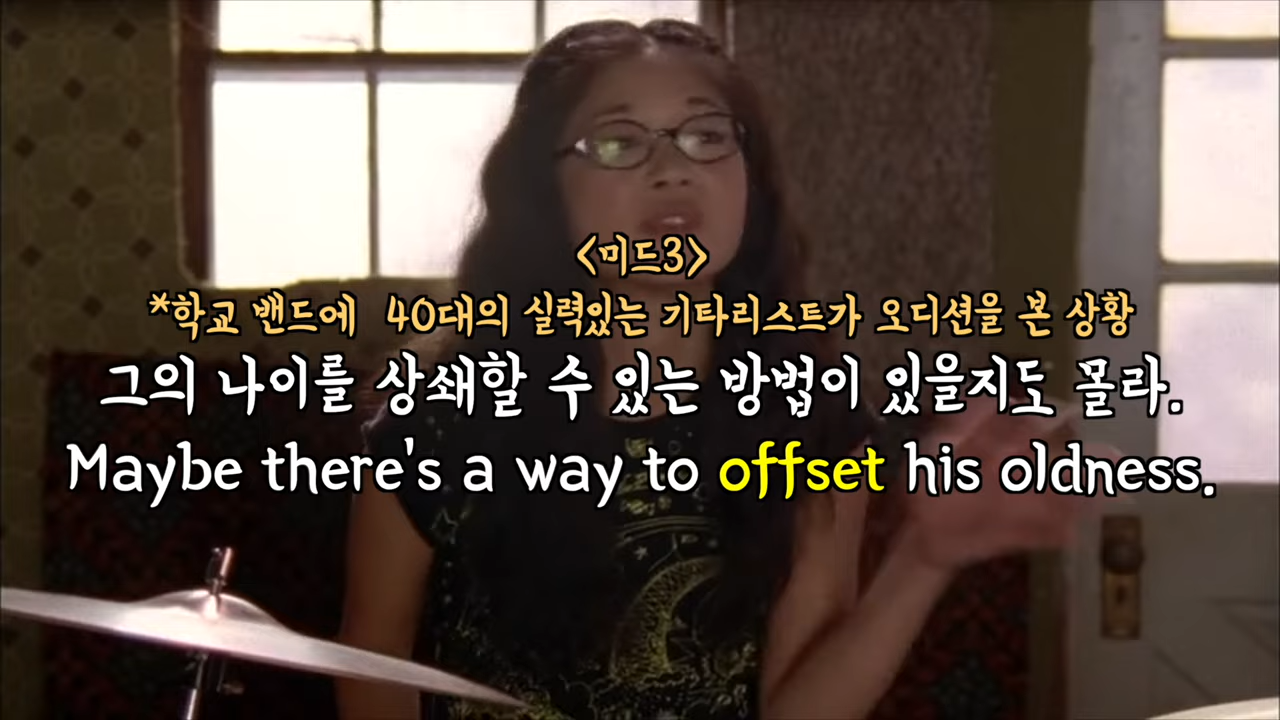 <미드3>
*학교 밴드에 40대의 실력있는 기타리스트가 오디션을 본 상황
그의 나이를 상쇄할 수 있는 방법이 있을지도 몰라.
Maybe there's a way to offset his oldness.